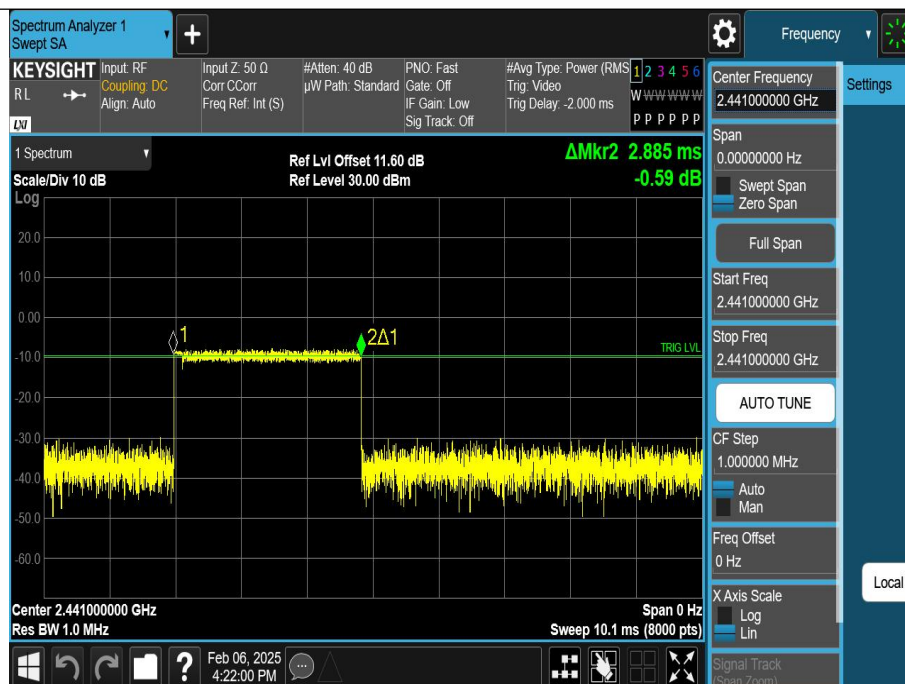 Spectrum Analyzer 1
Swept SA
Frequency
KEYSIGHT
RL
LXI
Input: RF
Coupling: DC
Align: Auto
Input Z: 50 Ω
Corr CCorr
Freq Ref: Int (S)
#Atten: 40 dB
µW Path: Standard
PNO: Fast
Gate: Off
IF Gain: Low
Sig Track: Off
#Avg Type: Power (RMS
Trig: Video
Trig Delay: -2.000 ms
1 2 3 4 5 6
W W W W W W
P P P P P P
1 Spectrum
Scale/Div 10 dB
Ref Lvl Offset 11.60 dB
Ref Level 30.00 dBm
ΔMkr2 2.885 ms
-0.59 dB
Log
20.0
10.0
0.00
-10.0
-20.0
-30.0
-40.0
-50.0
-60.0
1
2Δ1
TRIG LVL
Center 2.441000000 GHz
Res BW 1.0 MHz
Span 0 Hz
Sweep 10.1 ms (8000 pts)
Feb 06, 2025
4:22:00 PM
Center Frequency
2.441000000 GHz
Span
0.00000000 Hz
Swept Span
Zero Span
Full Span
Start Freq
2.441000000 GHz
Stop Freq
2.441000000 GHz
AUTO TUNE
CF Step
1.000000 MHz
Auto
Man
Freq Offset
0 Hz
X Axis Scale
Log
Lin
Signal Track
(Span Zoom)
Settings
Local